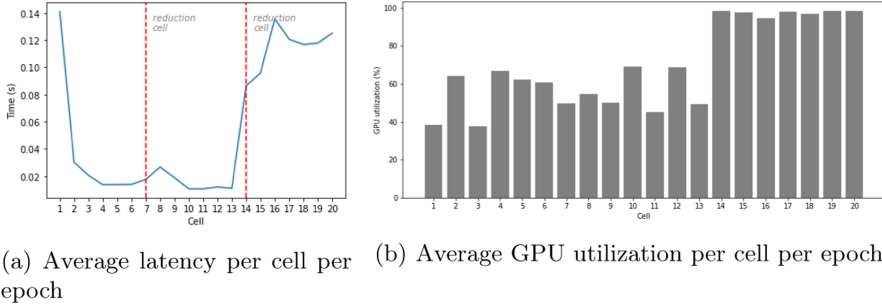 0.14
0.12
0.10
0.08
0.06
0.04
0.02
Time (s)
reduction
cell
reduction
cell
1 2 3 4 5 6 7 8 9 10 11 12 13 14 15 16 17 18 19 20
Cell
(a) Average latency per cell per
epoch
100
80
60
40
20
0
GPU utilization (%)
1 2 3 4 5 6 7 8 9 10 11 12 13 14 15 16 17 18 19 20
Cell
(b) Average GPU utilization per cell per epoch